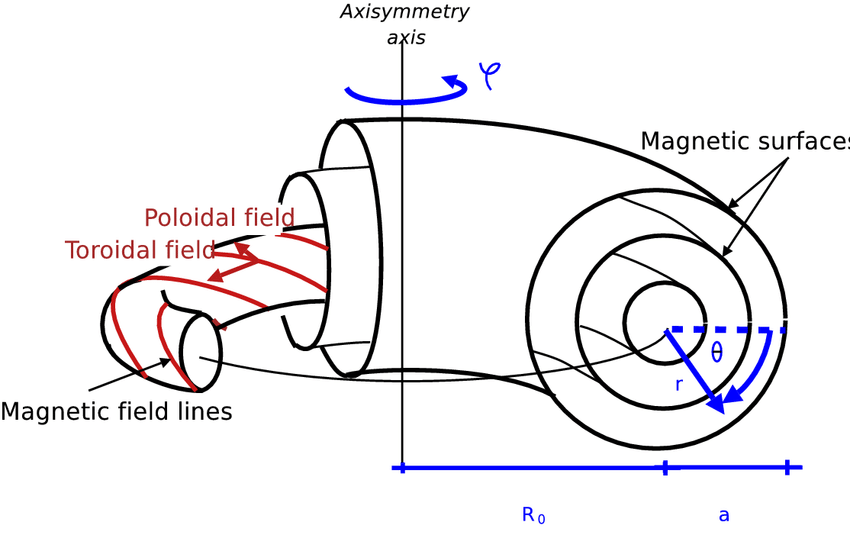 Axisymmetry
axis
φ
Magnetic surfaces
Poloidal field
Toroidal field
θ
r
Magnetic field lines
R₀
a